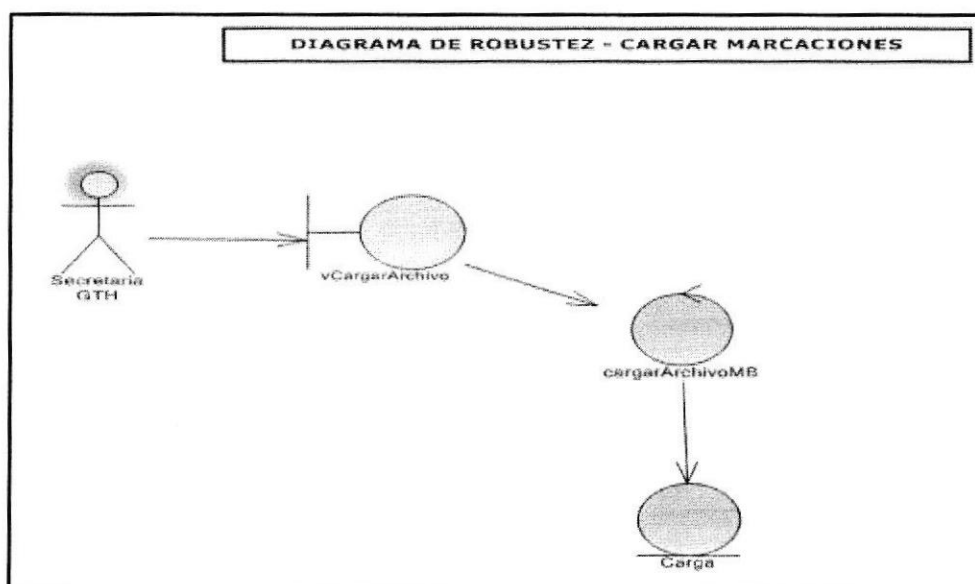 DIAGRAMA DE ROBUSTEZ - CARGAR MARCACIONES
Secretaria
GTH
vCargarArchivo
cargarArchivoMB
Carga